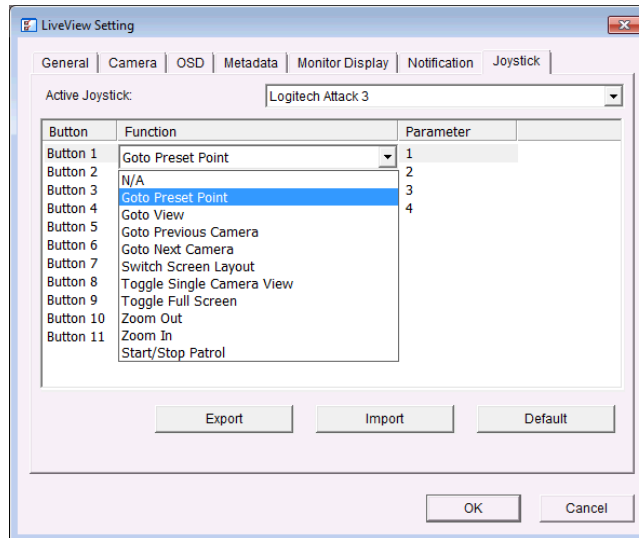 LiveView Setting
General Camera OSD Metadata Monitor Display Notification Joystick
Active Joystick: Logitech Attack 3
Button Function Parameter
Button 1 Goto Preset Point 1
Button 2 N/A 2
Button 3 Goto Preset Point 3
Button 4 Goto View 4
Button 5 Goto Previous Camera
Button 6 Goto Next Camera
Button 7 Switch Screen Layout
Button 8 Toggle Single Camera View
Button 9 Toggle Full Screen
Button 10 Zoom Out
Button 11 Zoom In
Start/Stop Patrol
Export Import Default
OK Cancel